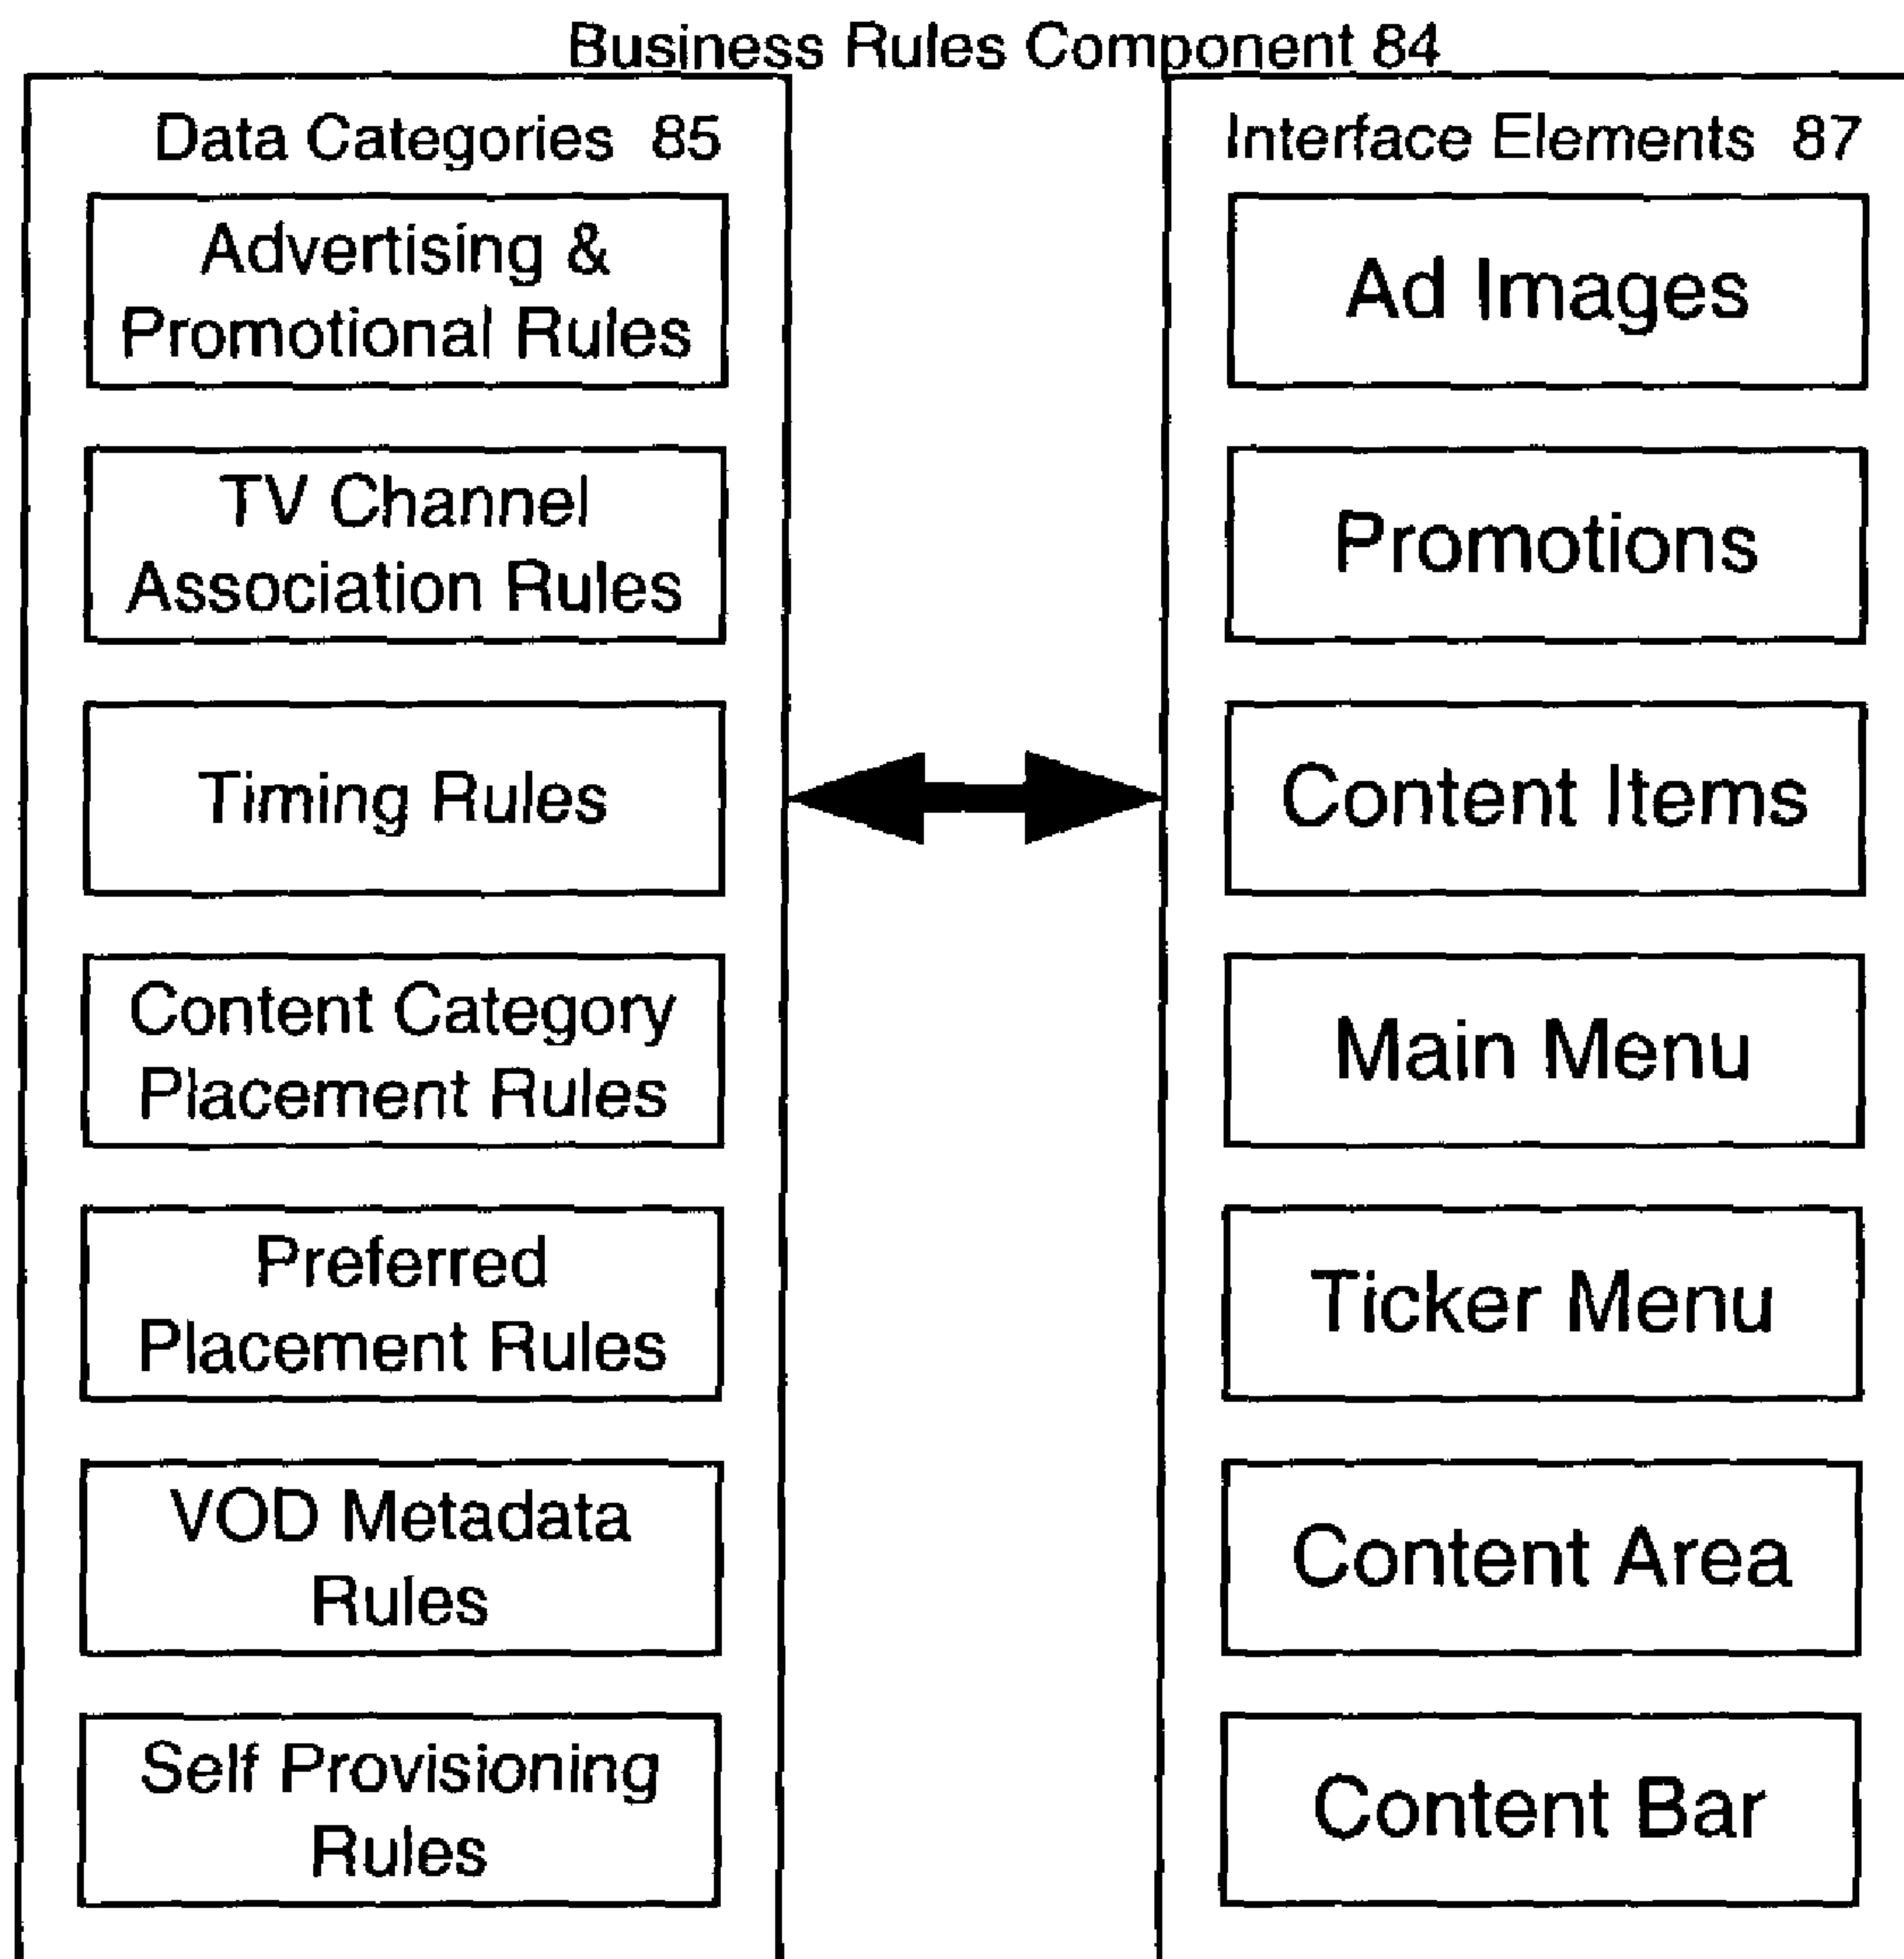 Business Rules Component 84
Data Categories 85
Advertising &
Promotional Rules
TV Channel
Association Rules
Timing Rules
Content Category
Placement Rules
Preferred
Placement Rules
VOD Metadata
Rules
Self Provisioning
Rules
Interface Elements 87
Ad Images
Promotions
Content Items
Main Menu
Ticker Menu
Content Area
Content Bar